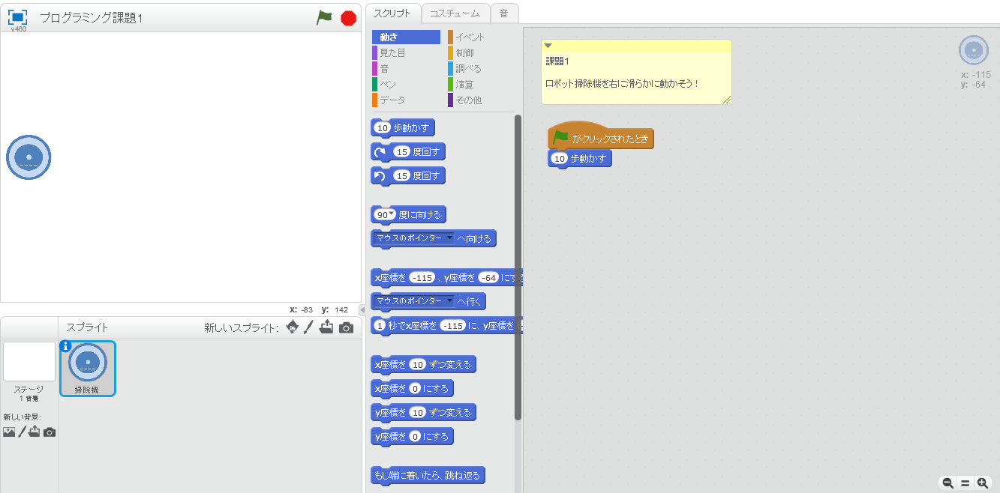 v460
プログラミング課題1
x: -83 y: 142
スプライト
新しいスプライト:
掃除機
ステージ
1 背景
新しい背景:
スクリプト
コスチューム
音
動き
イベント
見た目
制御
音
調べる
ペン
演算
データ
その他
10 歩動かす
15 度回す
15 度回す
90 度に向ける
マウスのポインター へ向ける
x座標を -115 、y座標を -64 にする
マウスのポインター へ行く
1 秒でx座標を -115 に、y座標を
x座標を 10 ずつ変える
x座標を 0 にする
y座標を 10 ずつ変える
y座標を 0 にする
もし端に着いたら、跳ね返る
課題1
ロボット掃除機を右に滑らかに動かそう！
がクリックされたとき
10 歩動かす
x: -115
y: -64